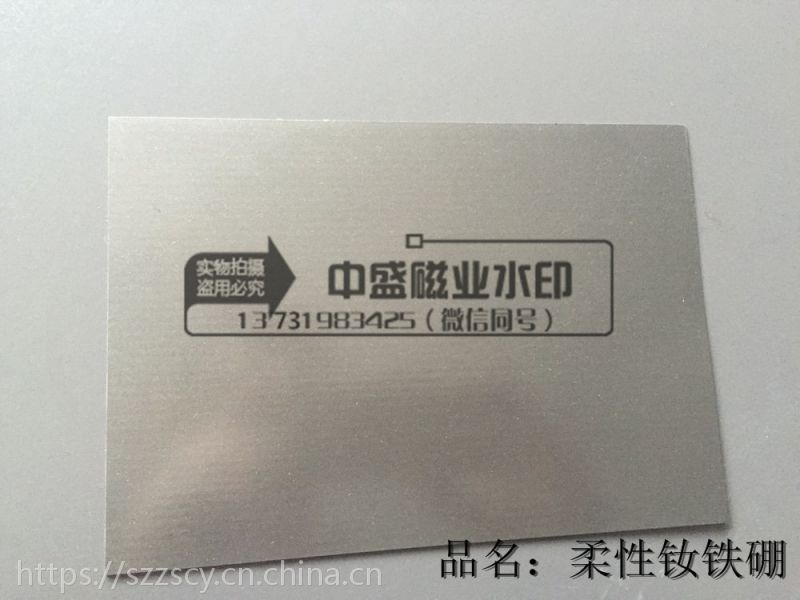 实物拍摄
盗用必究
中盛磁业水印
13731983425（微信同号）
品名：柔性钕铁硼
https://szzscy.cn.china.cn